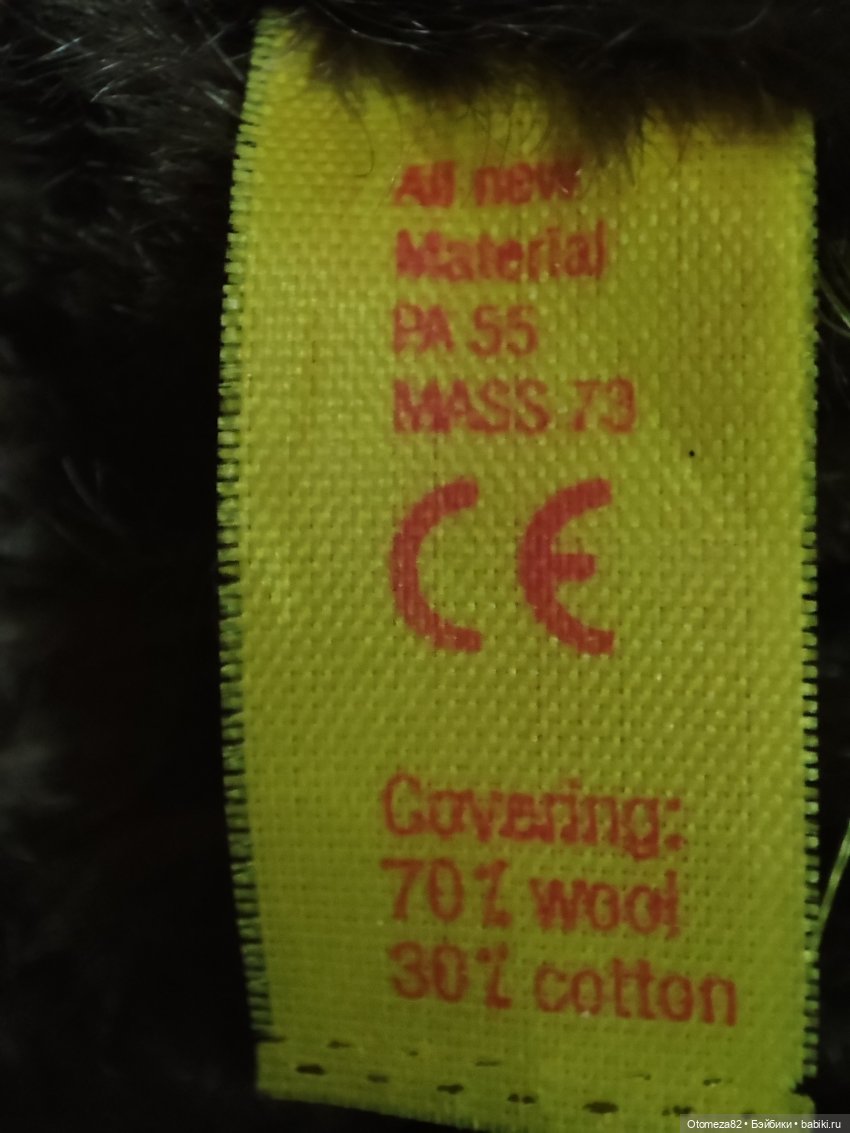 All new
Material
PA 55
MASS 73
CE
Covering:
70% wool
30% cotton
Otomeza82 • Бэйбики • babiki.ru